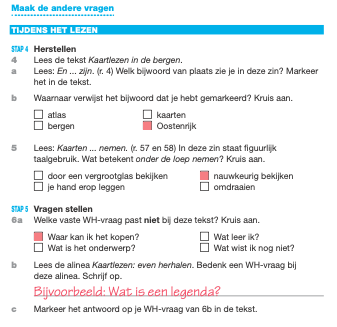 Maak de andere vragen
TIJDENS HET LEZEN
STAP 4 Herstellen
4 Lees de tekst Kaartlezen in de bergen.
a Lees: En ... zijn. (r. 4) Welk bijwoord van plaats zie je in deze zin? Markeer
het in de tekst.
b Waarnaar verwijst het bijwoord dat je hebt gemarkeerd? Kruis aan.
atlas kaarten
bergen Oostenrijk
5 Lees: Kaarten ... nemen. (r. 57 en 58) In deze zin staat figuurlijk
taalgebruik. Wat betekent onder de loep nemen? Kruis aan.
door een vergrootglas bekijken nauwkeurig bekijken
je hand erop leggen omdraaien
STAP 5 Vragen stellen
6a Welke vaste WH-vraag past niet bij deze tekst? Kruis aan.
Waar kan ik het kopen? Wat leer ik?
Wat is het onderwerp? Wat wist ik nog niet?
b Lees de alinea Kaartlezen: even herhalen. Bedenk een WH-vraag bij
deze alinea. Schrijf op.
Bijvoorbeeld: Wat is een legenda?
c Markeer het antwoord op je WH-vraag van 6b in de tekst.